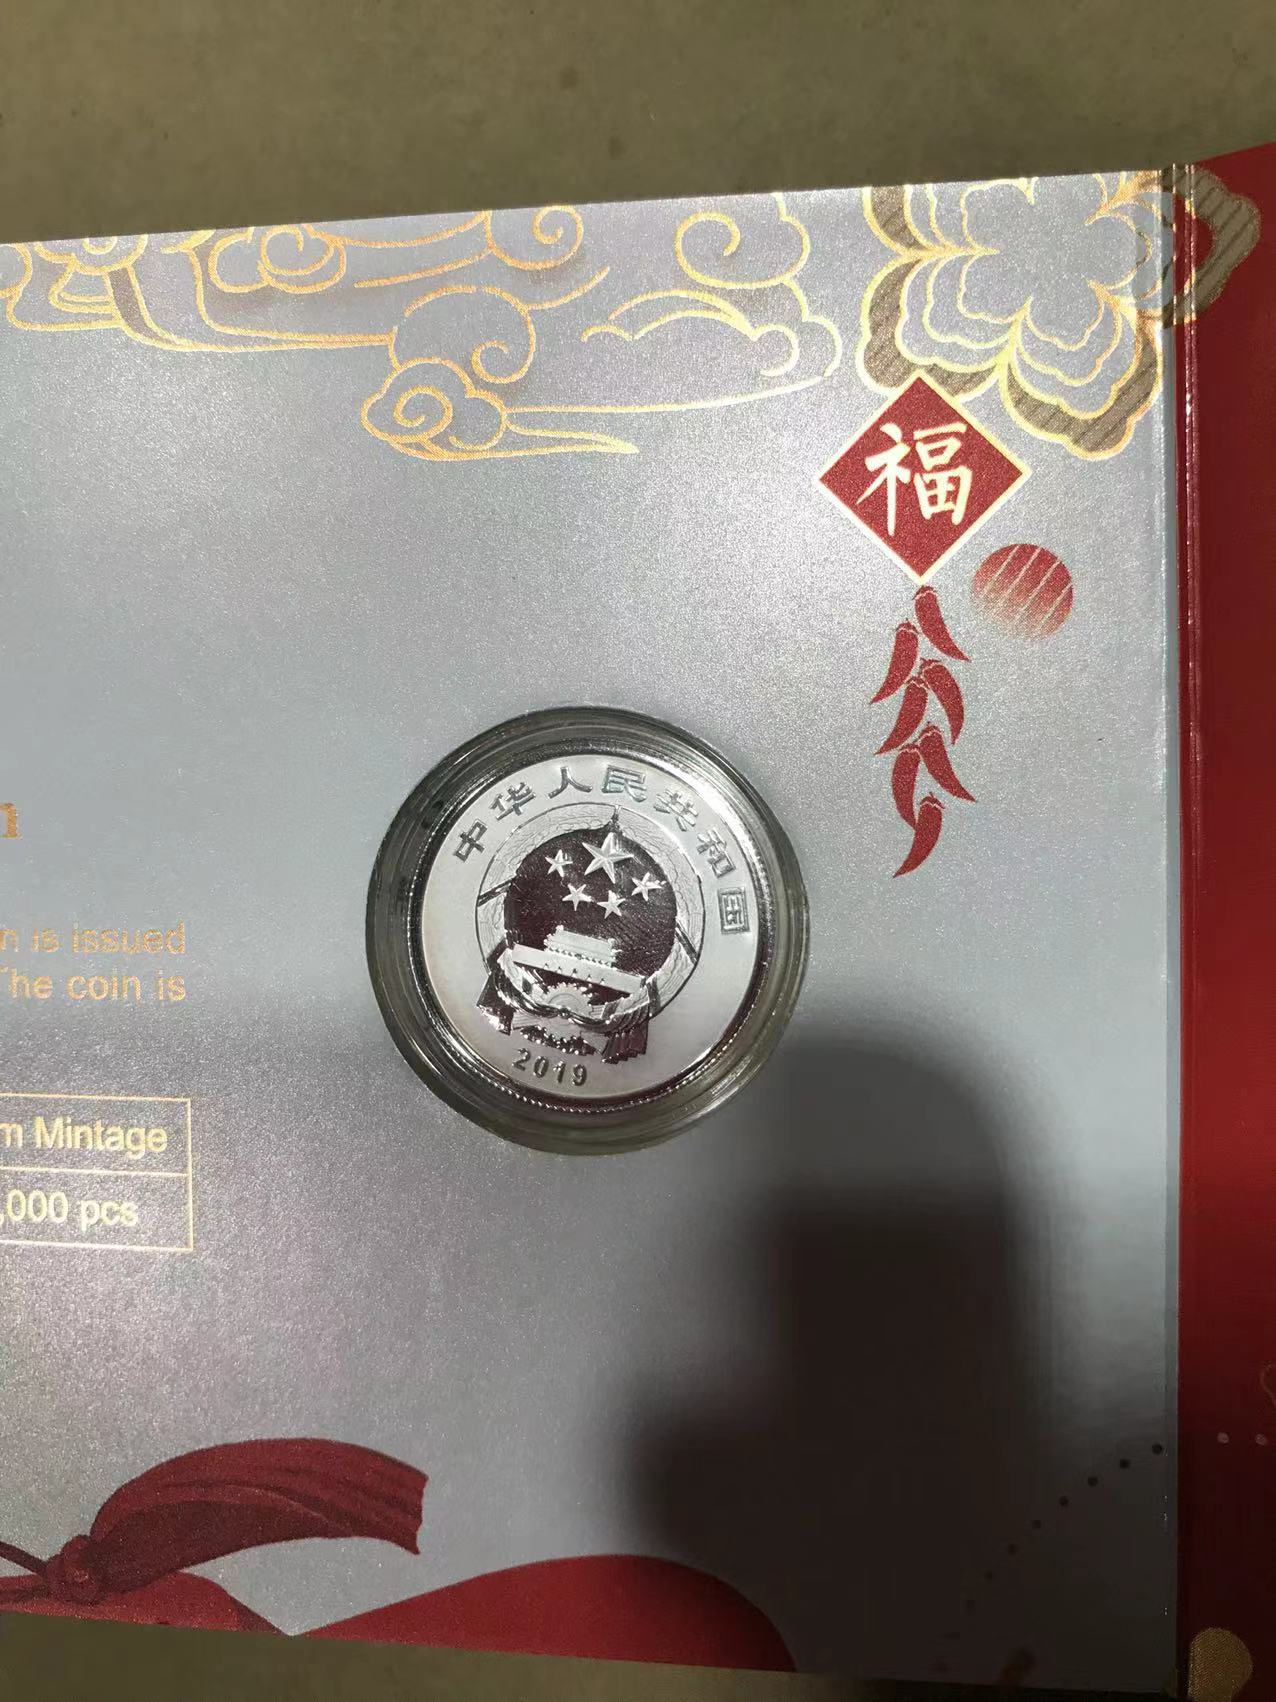 福
中华人民共和国
2019
n
n is issued
The coin is
m Mintage
,000 pcs